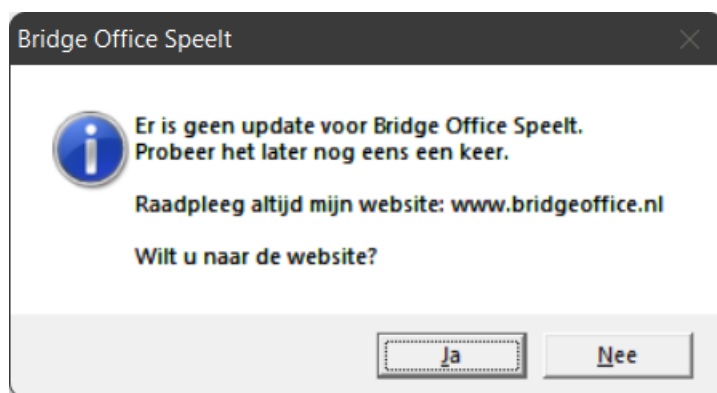 Bridge Office Speelt
Er is geen update voor Bridge Office Speelt.
Probeer het later nog eens een keer.
Raadpleeg altijd mijn website: www.bridgeoffice.nl
Wilt u naar de website?
Ja
Nee